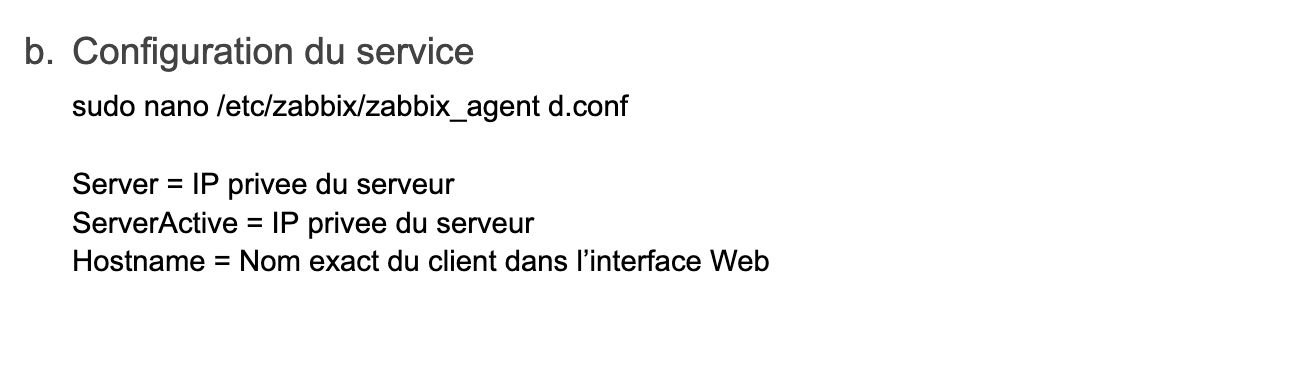 b. Configuration du service
sudo nano /etc/zabbix/zabbix_agent d.conf
Server = IP privee du serveur
ServerActive = IP privee du serveur
Hostname = Nom exact du client dans l’interface Web